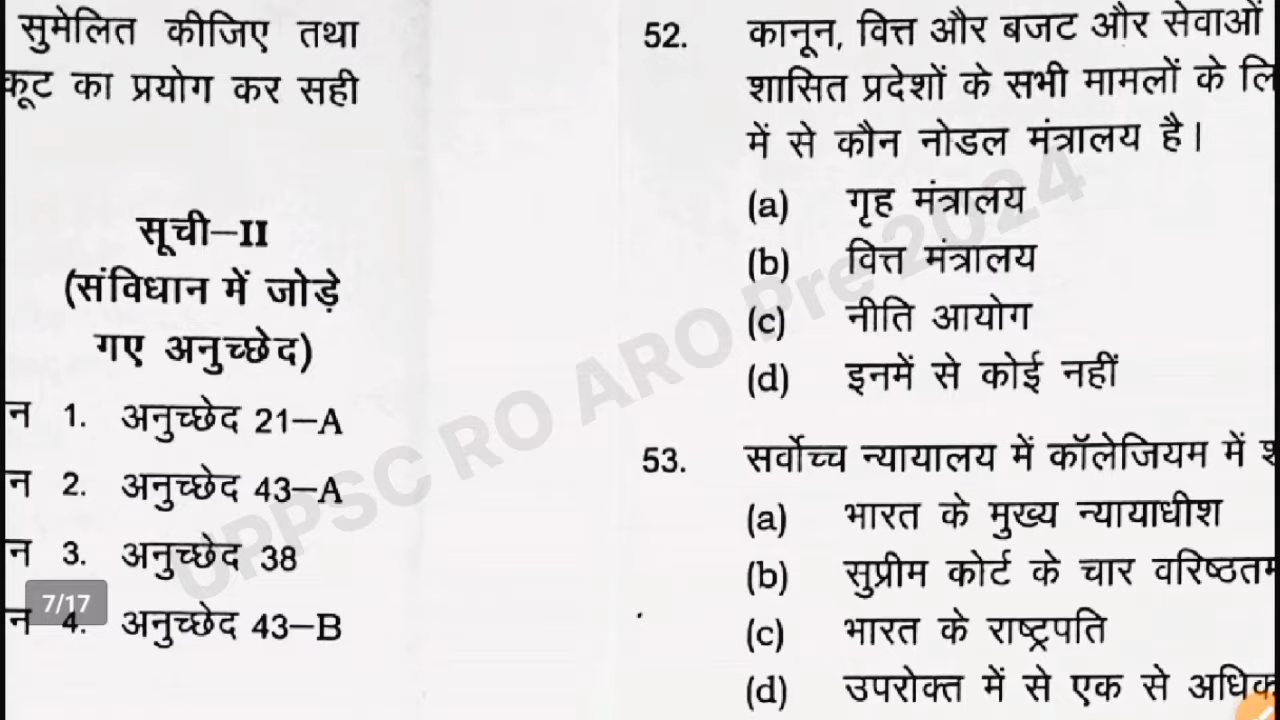 सुमेलित कीजिए तथा
कूट का प्रयोग कर सही
सूची–II
(संविधान में जोड़े
गए अनुच्छेद)
न 1. अनुच्छेद 21–A
न 2. अनुच्छेद 43–A
न 3. अनुच्छेद 38
न 4. अनुच्छेद 43–B
7/17
52. कानून, वित्त और बजट और सेवाओं
शासित प्रदेशों के सभी मामलों के लि
में से कौन नोडल मंत्रालय है।
(a) गृह मंत्रालय
(b) वित्त मंत्रालय
(c) नीति आयोग
(d) इनमें से कोई नहीं
53. सर्वोच्च न्यायालय में कॉलेजियम में
(a) भारत के मुख्य न्यायाधीश
(b) सुप्रीम कोर्ट के चार वरिष्ठतम
(c) भारत के राष्ट्रपति
(d) उपरोक्त में से एक से अधिक
UPPSC RO ARO Pre 2024